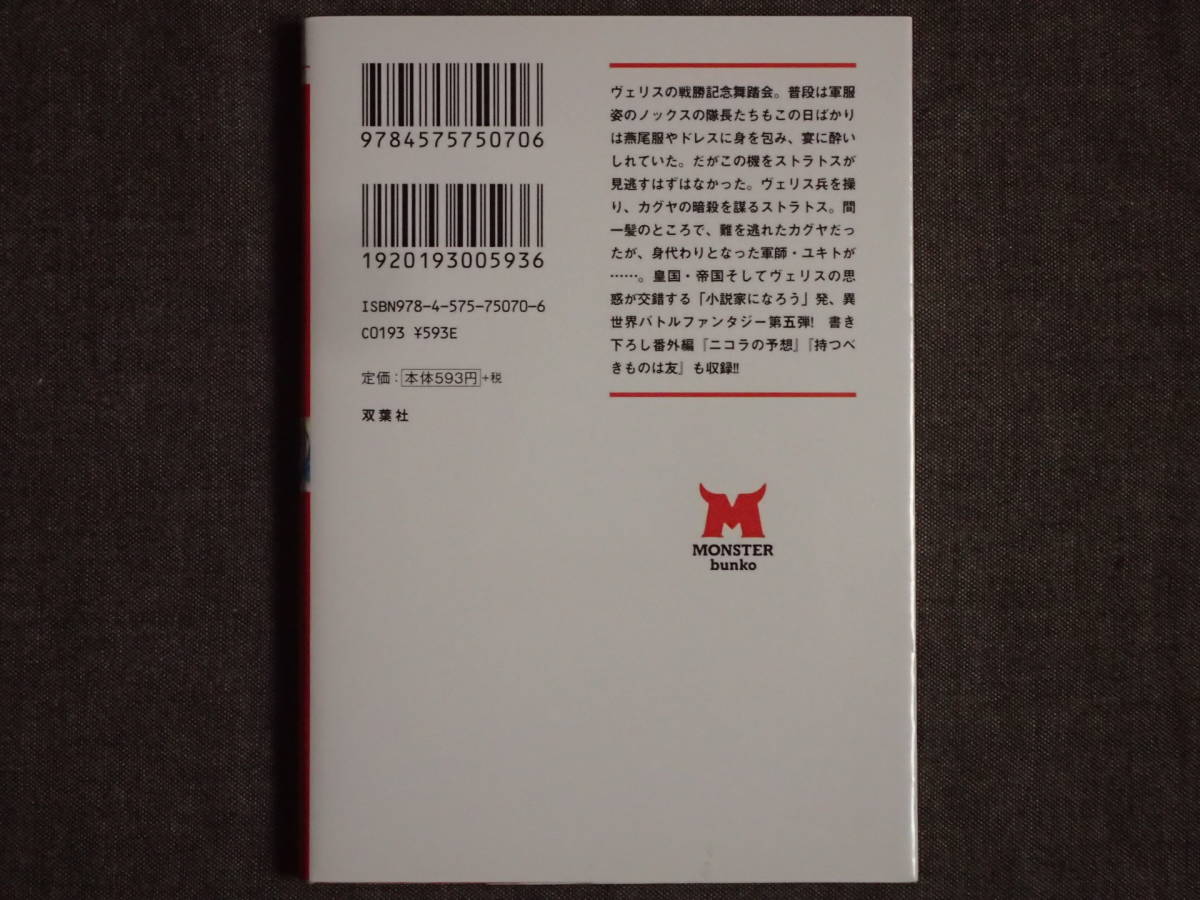 9784575750706
1920193005936
ISBN978-4-575-75070-6
C0193 ¥593E
定価：本体593円+税
双葉社
ヴェリスの戦勝記念舞踏会。普段は軍服
姿のノックスの隊長たちもこの日ばかり
は燕尾服やドレスに身を包み、宴に酔い
しれていた。だがこの機をストラトスが
見逃すはずはなかった。ヴェリス兵を操
り、カグヤの暗殺を謀るストラトス。間
一髪のところで、難を逃れたカグヤだっ
たが、身代わりとなった軍師・ユキトが
……。皇国・帝国そしてヴェリスの思
惑が交錯する「小説家になろう」発、異
世界バトルファンタジー第五弾!　書き
下ろし番外編『ニコラの予想』『持つべ
きものは友』も収録!!
M
MONSTER
bunko